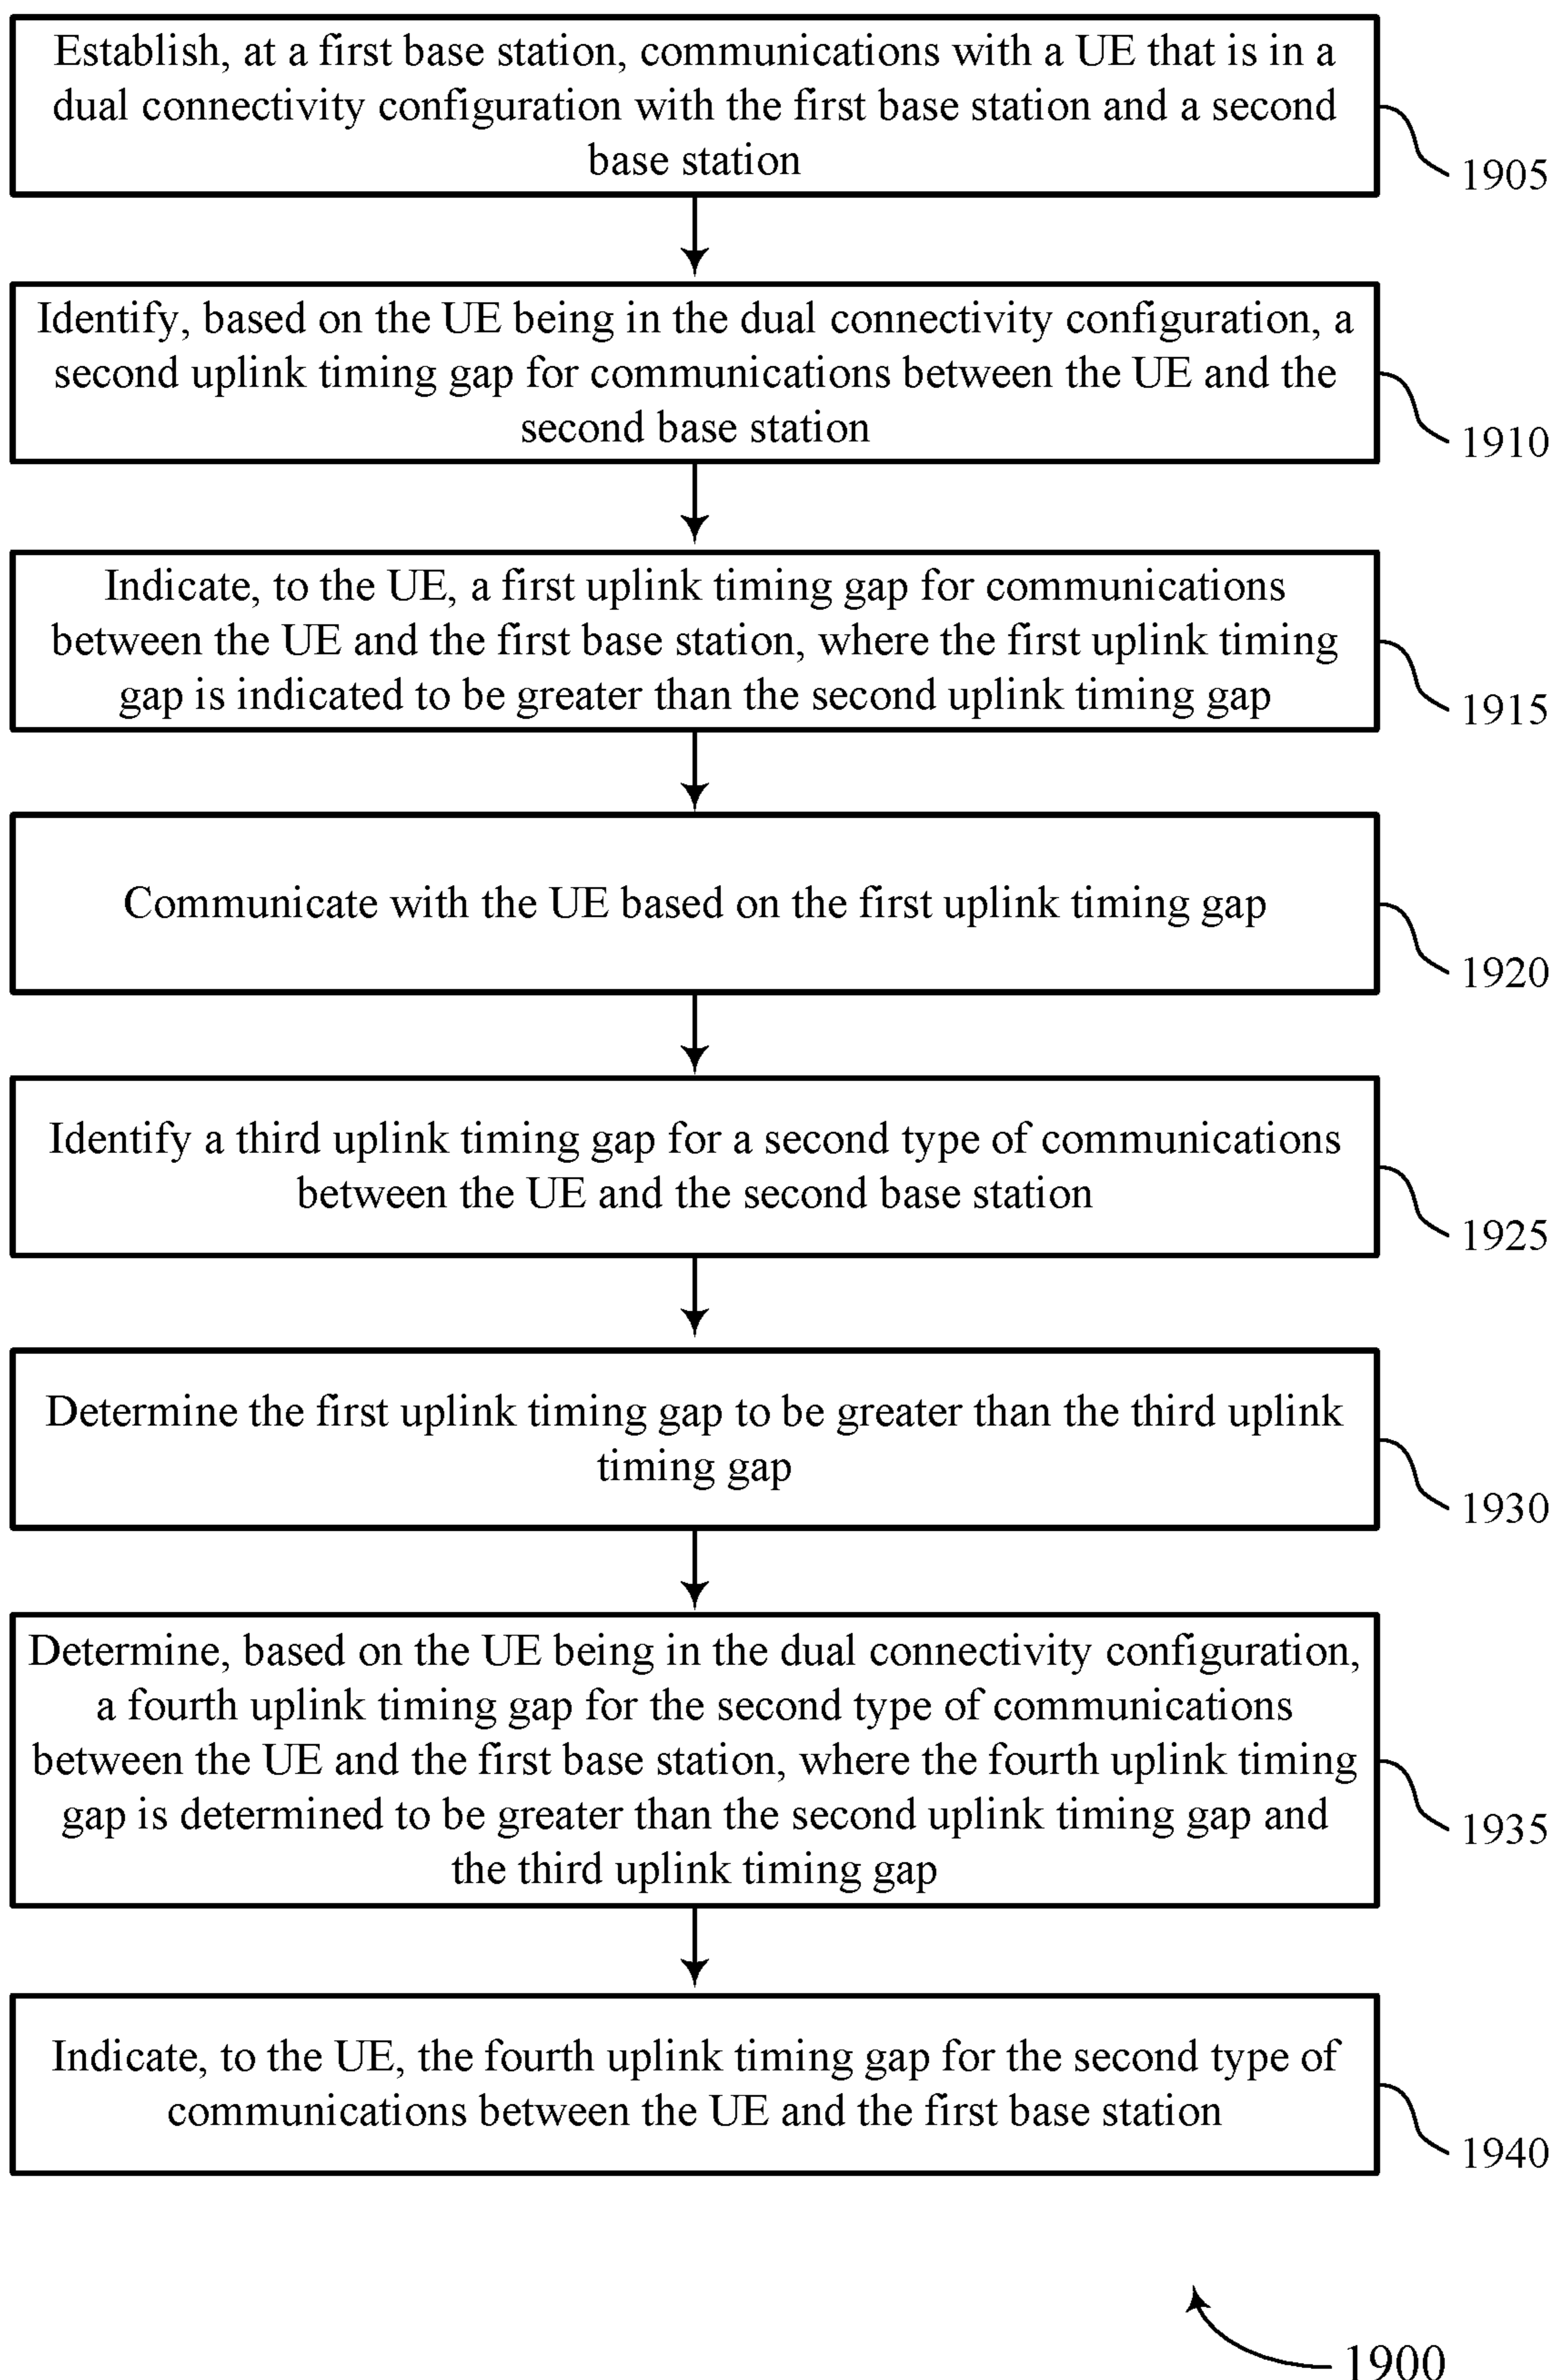 Establish, at a first base station, communications with a UE that is in a
dual connectivity configuration with the first base station and a second
base station
1905
Identify, based on the UE being in the dual connectivity configuration, a
second uplink timing gap for communications between the UE and the
second base station
1910
Indicate, to the UE, a first uplink timing gap for communications
between the UE and the first base station, where the first uplink timing
gap is indicated to be greater than the second uplink timing gap
1915
Communicate with the UE based on the first uplink timing gap
1920
Identify a third uplink timing gap for a second type of communications
between the UE and the second base station
1925
Determine the first uplink timing gap to be greater than the third uplink
timing gap
1930
Determine, based on the UE being in the dual connectivity configuration,
a fourth uplink timing gap for the second type of communications
between the UE and the first base station, where the fourth uplink timing
gap is determined to be greater than the second uplink timing gap and
the third uplink timing gap
1935
Indicate, to the UE, the fourth uplink timing gap for the second type of
communications between the UE and the first base station
1940
1900